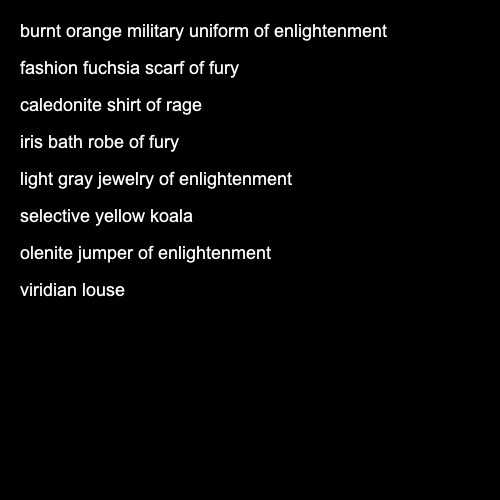 burnt orange military uniform of enlightenment
fashion fuchsia scarf of fury
caledonite shirt of rage
iris bath robe of fury
light gray jewelry of enlightenment
selective yellow koala
olenite jumper of enlightenment
viridian louse